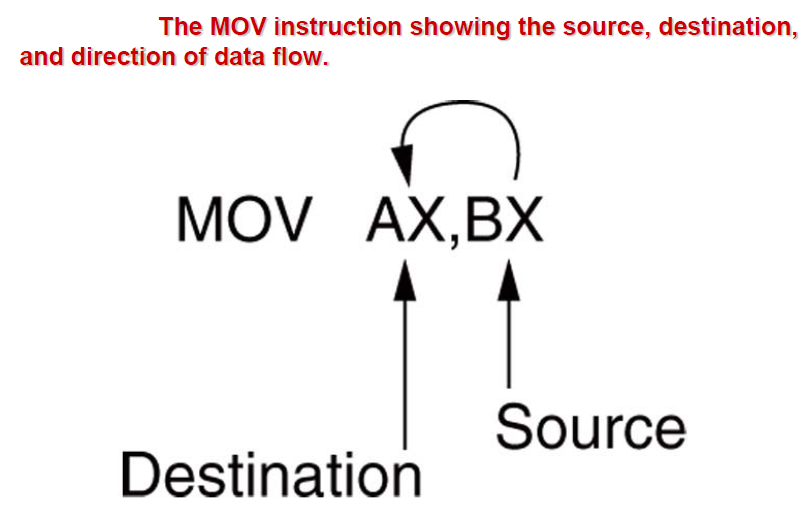 The MOV instruction showing the source, destination,
and direction of data flow.
MOV AX,BX
Source
Destination